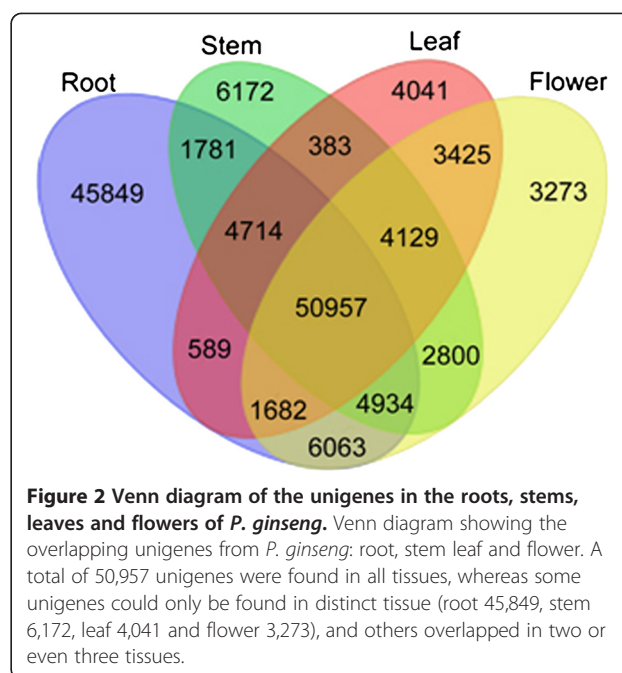 Leaf
Stem
Root
Flower
6172
4041
1781
383
3425
45849
3273
4714
4129
50957
589
2800
1682
4934
6063
Figure 2 Venn diagram of the unigenes in the roots, stems,
leaves and flowers of P. ginseng. Venn diagram showing the
overlapping unigenes from P. ginseng: root, stem leaf and flower. A
total of 50,957 unigenes were found in all tissues, whereas some
unigenes could only be found in distinct tissue (root 45,849, stem
6,172, leaf 4,041 and flower 3,273), and others overlapped in two or
even three tissues.